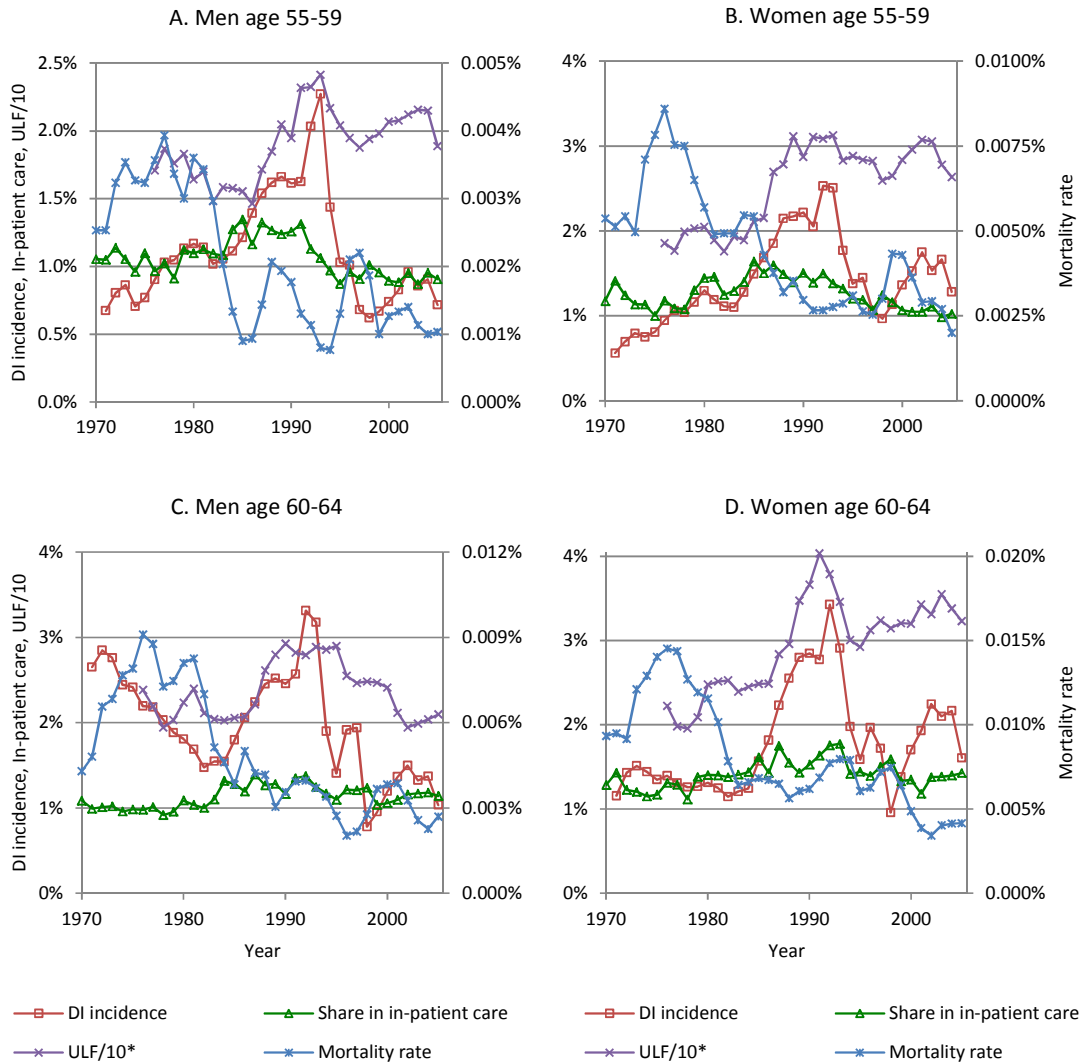 A. Men age 55-59
B. Women age 55-59
DI incidence, In-patient care, ULF/10
2.5%
2.0%
1.5%
1.0%
0.5%
0.0%
0.005%
0.004%
0.003%
0.002%
0.001%
0.000%
1970 1980 1990 2000
4%
3%
2%
1%
0%
0.0100%
0.0075%
0.0050%
0.0025%
0.0000%
Mortality rate
1970 1980 1990 2000
C. Men age 60-64
D. Women age 60-64
DI incidence, In-patient care, ULF/10
4%
3%
2%
1%
0%
0.012%
0.009%
0.006%
0.003%
0.000%
1970 1980 1990 2000
Year
4%
3%
2%
1%
0%
0.020%
0.015%
0.010%
0.005%
0.000%
Mortality rate
1970 1980 1990 2000
Year
DI incidence Share in in-patient care DI incidence Share in in-patient care
ULF/10* Mortality rate ULF/10* Mortality rate